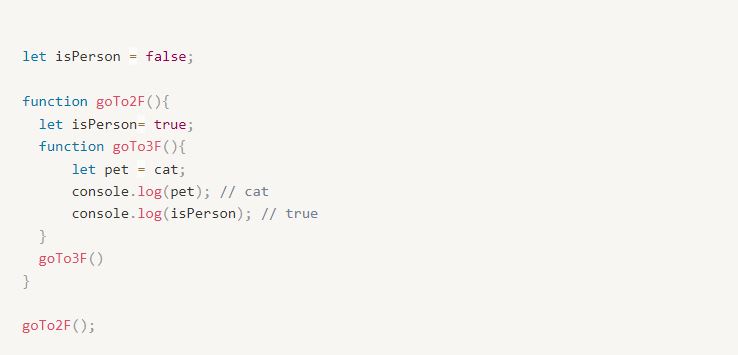 let isPerson = false;
function goTo2F(){
let isPerson= true;
function goTo3F(){
let pet = cat;
console.log(pet); // cat
console.log(isPerson); // true
}
goTo3F()
}
goTo2F();